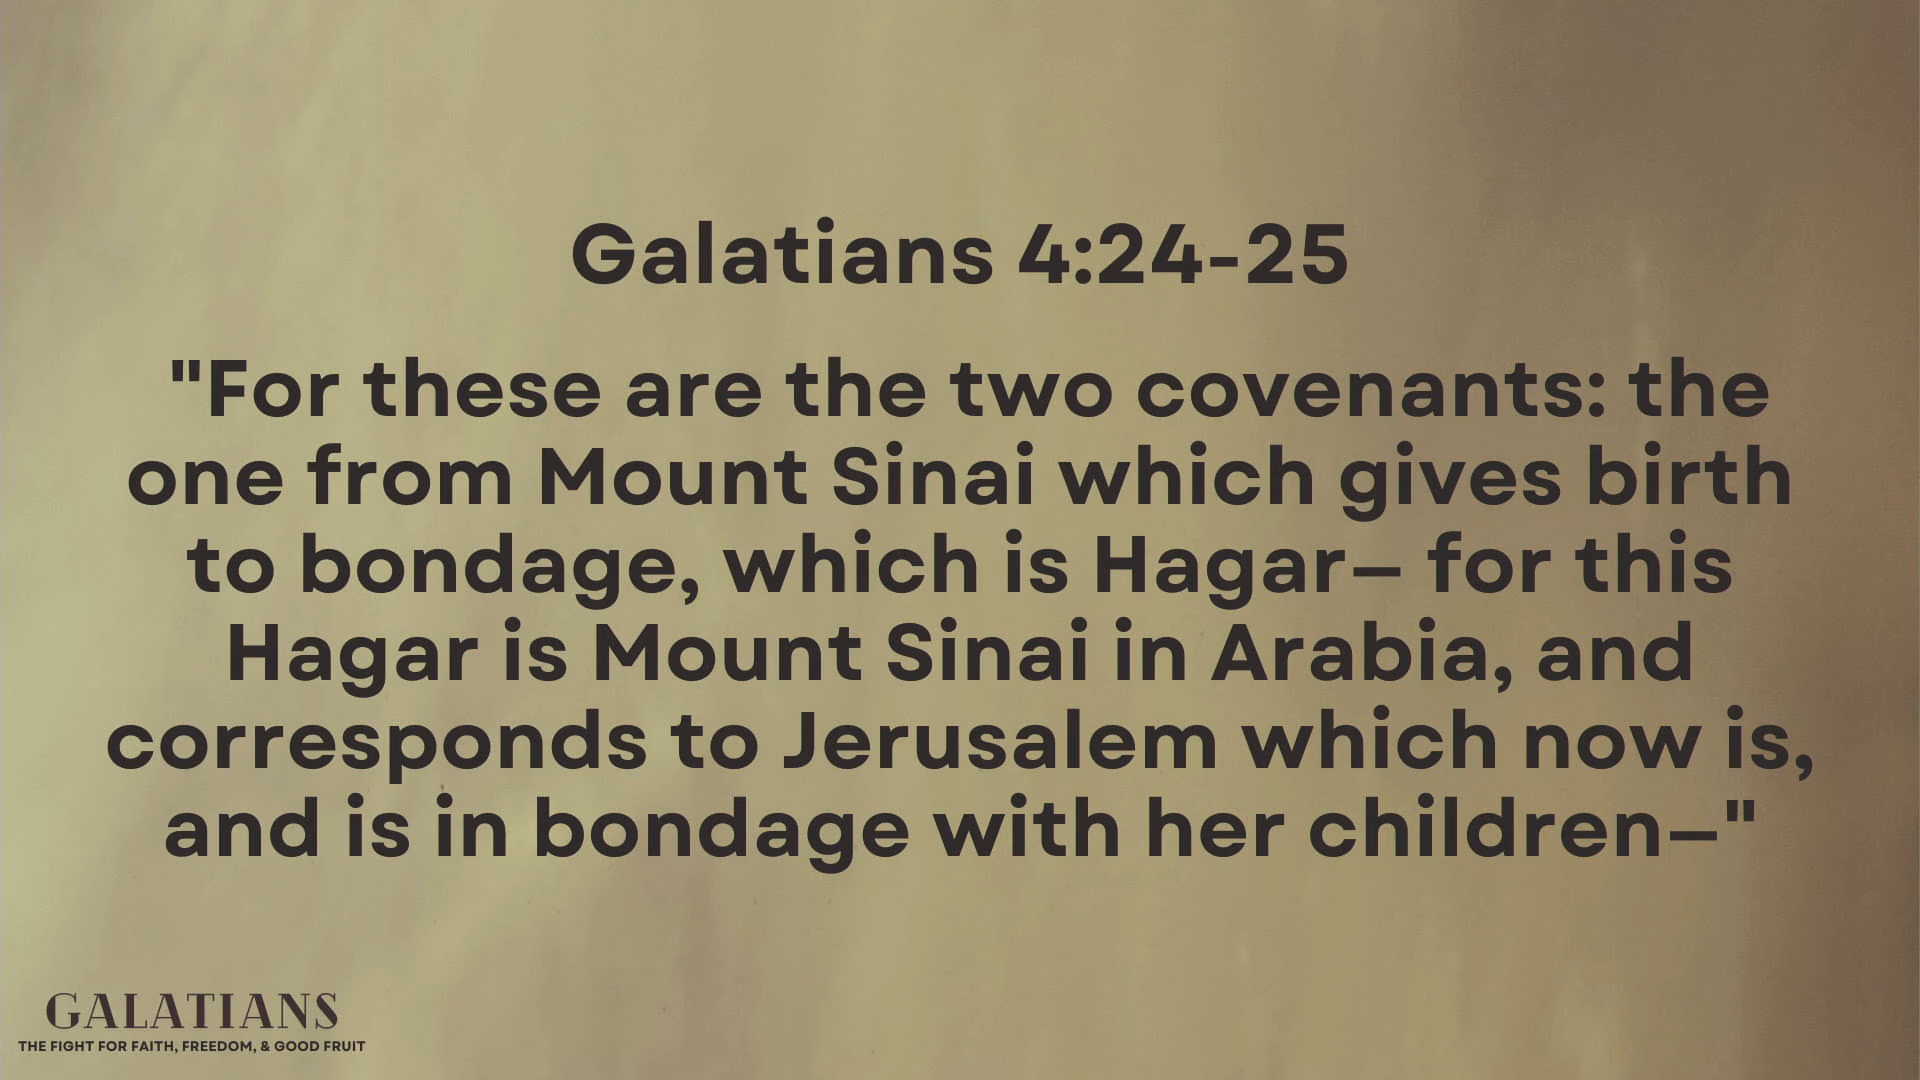 Galatians 4:24-25
"For these are the two covenants: the
one from Mount Sinai which gives birth
to bondage, which is Hagar— for this
Hagar is Mount Sinai in Arabia, and
corresponds to Jerusalem which now is,
and is in bondage with her children—"
GALATIANS
THE FIGHT FOR FAITH, FREEDOM, & GOOD FRUIT